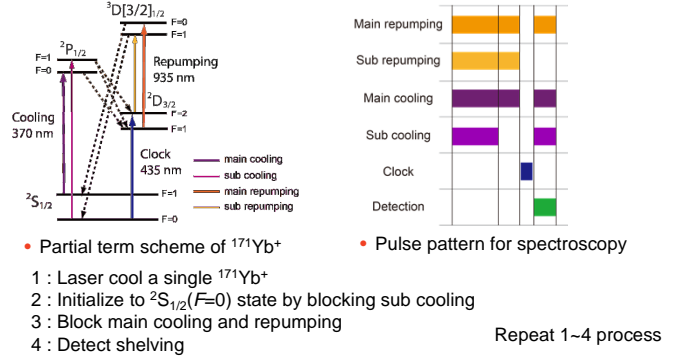 ³D[3/2]₁/₂
F=0
F=1
²P₁/₂
F=1
F=0
Repumping
935 nm
²D₃/₂
F=2
F=1
Cooling
370 nm
Clock
435 nm
main cooling
sub cooling
main repumping
sub repumping
²S₁/₂
F=1
F=0
• Partial term scheme of ¹⁷¹Yb⁺
Main repumping
Sub repumping
Main cooling
Sub cooling
Clock
Detection
• Pulse pattern for spectroscopy
1 : Laser cool a single ¹⁷¹Yb⁺
2 : Initialize to ²S₁/₂(F=0) state by blocking sub cooling
3 : Block main cooling and repumping
4 : Detect shelving
Repeat 1~4 process